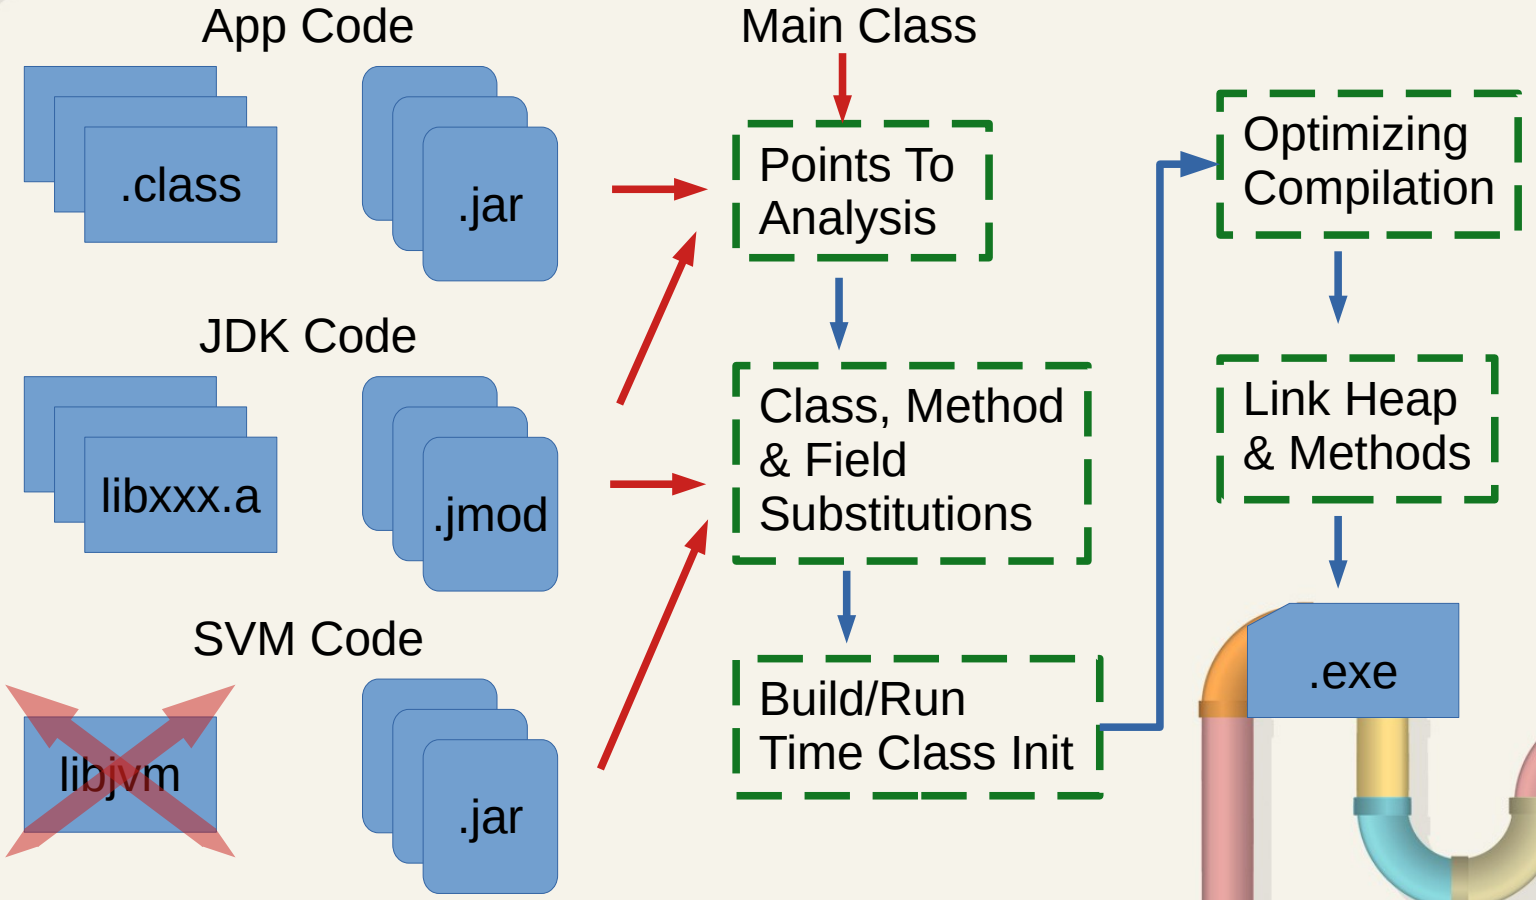 App Code
.class
.jar
JDK Code
libxxx.a
.jmod
SVM Code
libjvm
.jar
Main Class
Points To
Analysis
Class, Method
& Field
Substitutions
Build/Run
Time Class Init
Optimizing
Compilation
Link Heap
& Methods
.exe